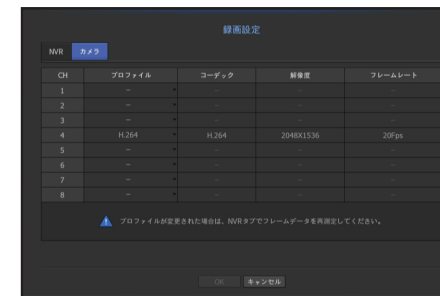 録画設定
NVR カメラ
CH プロファイル コーデック 解像度 フレームレート
1 – – – –
2 – – – –
3 – – – –
4 H.264 H.264 2048X1536 20Fps
5 – – – –
6 – – – –
7 – – – –
8 – – – –
プロファイルが変更された場合は、NVRタブでフレームデータを再測定してください。
OK キャンセル